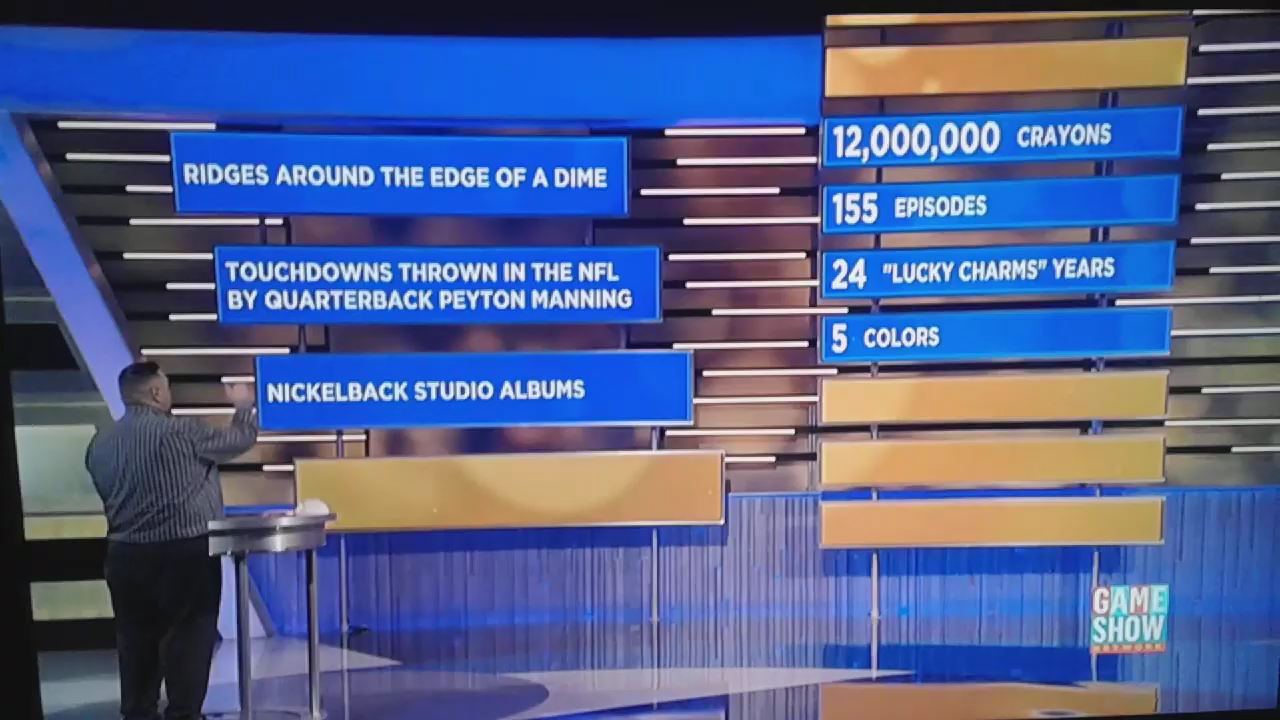 RIDGES AROUND THE EDGE OF A DIME
TOUCHDOWNS THROWN IN THE NFL
BY QUARTERBACK PEYTON MANNING
NICKELBACK STUDIO ALBUMS
12,000,000 CRAYONS
155 EPISODES
24 "LUCKY CHARMS" YEARS
5 COLORS
GAME
SHOW
NETWORK